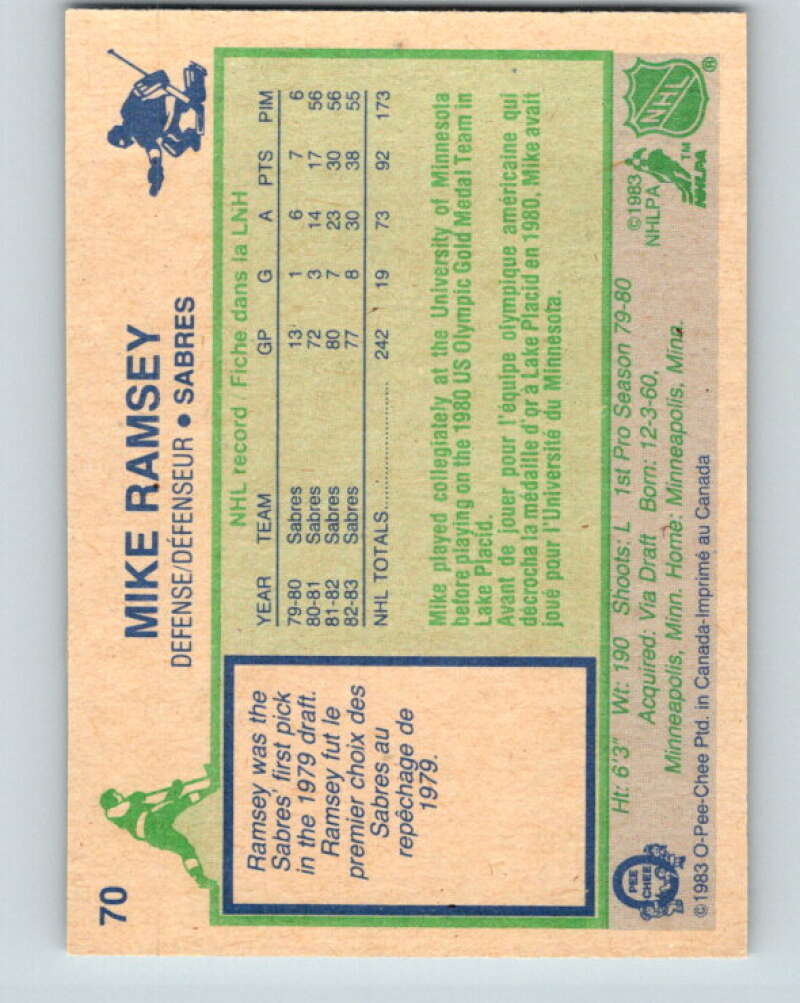 70
MIKE RAMSEY
DEFENSE/DÉFENSEUR • SABRES
Ramsey was the
Sabres' first pick
in the 1979 draft.
Ramsey fut le
premier choix des
Sabres au
repêchage de
1979.
NHL record / Fiche dans la LNH
YEAR TEAM GP G A PTS PIM
79-80 Sabres 13 1 6 7 6
80-81 Sabres 72 3 14 17 56
81-82 Sabres 80 7 23 30 56
82-83 Sabres 77 8 30 38 55
NHL TOTALS.................... 242 19 73 92 173
Mike played collegiately at the University of Minnesota
before playing on the 1980 US Olympic Gold Medal Team in
Lake Placid.
Avant de jouer pour l'équipe olympique américaine qui
décrocha la médaille d'or à Lake Placid en 1980, Mike avait
joué pour l'Université du Minnesota.
Ht: 6'3" Wt: 190 Shoots: L 1st Pro Season 79-80
Acquired: Via Draft Born: 12-3-60,
Minneapolis, Minn. Home: Minneapolis, Minn.
©1983 O-Pee-Chee Ptd. in Canada-Imprimé au Canada
O
PEE
CHEE
©1983
NHLPA
NHLPA
TM
NHL
®